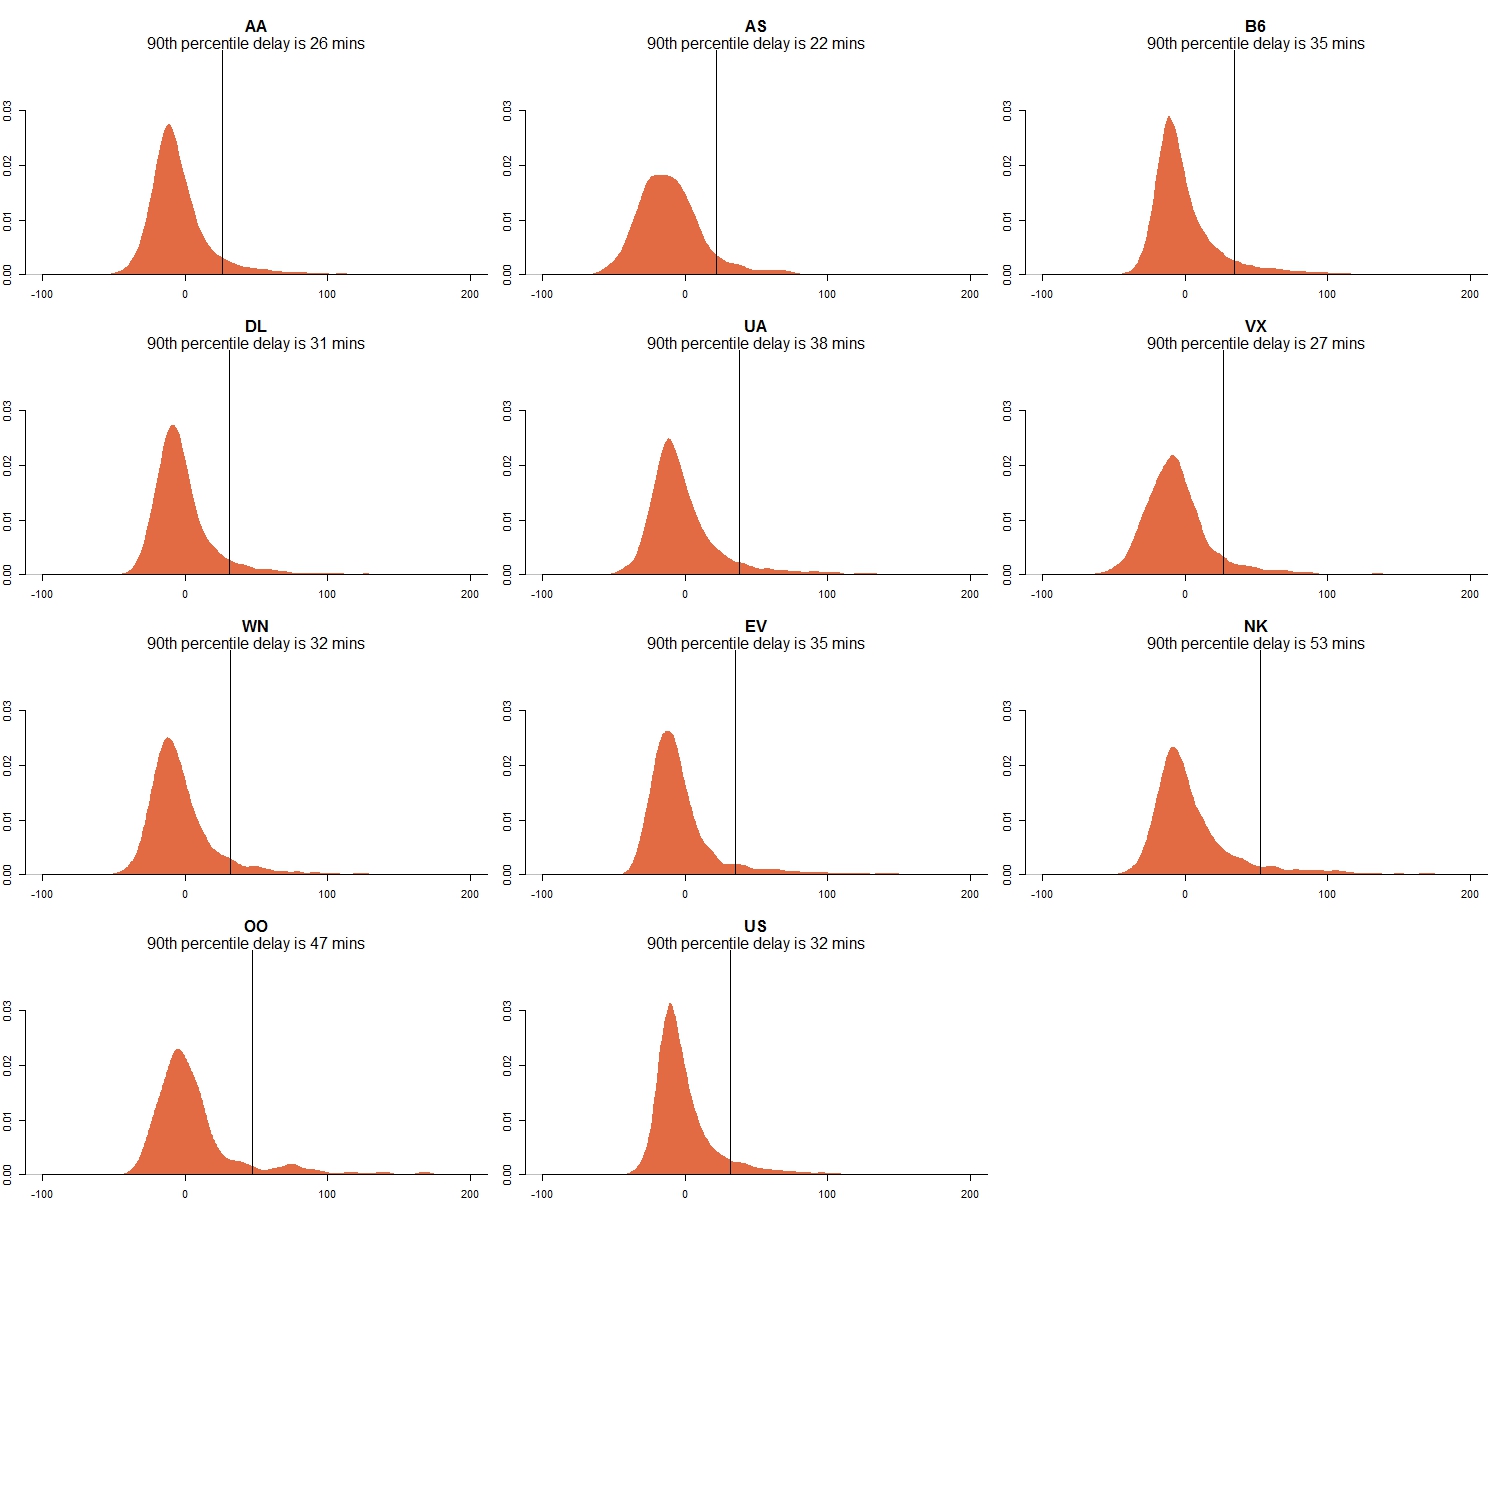 AA
90th percentile delay is 26 mins
0.00 0.01 0.02 0.03
-100 0 100 200
AS
90th percentile delay is 22 mins
0.00 0.01 0.02 0.03
-100 0 100 200
B6
90th percentile delay is 35 mins
0.00 0.01 0.02 0.03
-100 0 100 200
DL
90th percentile delay is 31 mins
0.00 0.01 0.02 0.03
-100 0 100 200
UA
90th percentile delay is 38 mins
0.00 0.01 0.02 0.03
-100 0 100 200
VX
90th percentile delay is 27 mins
0.00 0.01 0.02 0.03
-100 0 100 200
WN
90th percentile delay is 32 mins
0.00 0.01 0.02 0.03
-100 0 100 200
EV
90th percentile delay is 35 mins
0.00 0.01 0.02 0.03
-100 0 100 200
NK
90th percentile delay is 53 mins
0.00 0.01 0.02 0.03
-100 0 100 200
OO
90th percentile delay is 47 mins
0.00 0.01 0.02 0.03
-100 0 100 200
US
90th percentile delay is 32 mins
0.00 0.01 0.02 0.03
-100 0 100 200